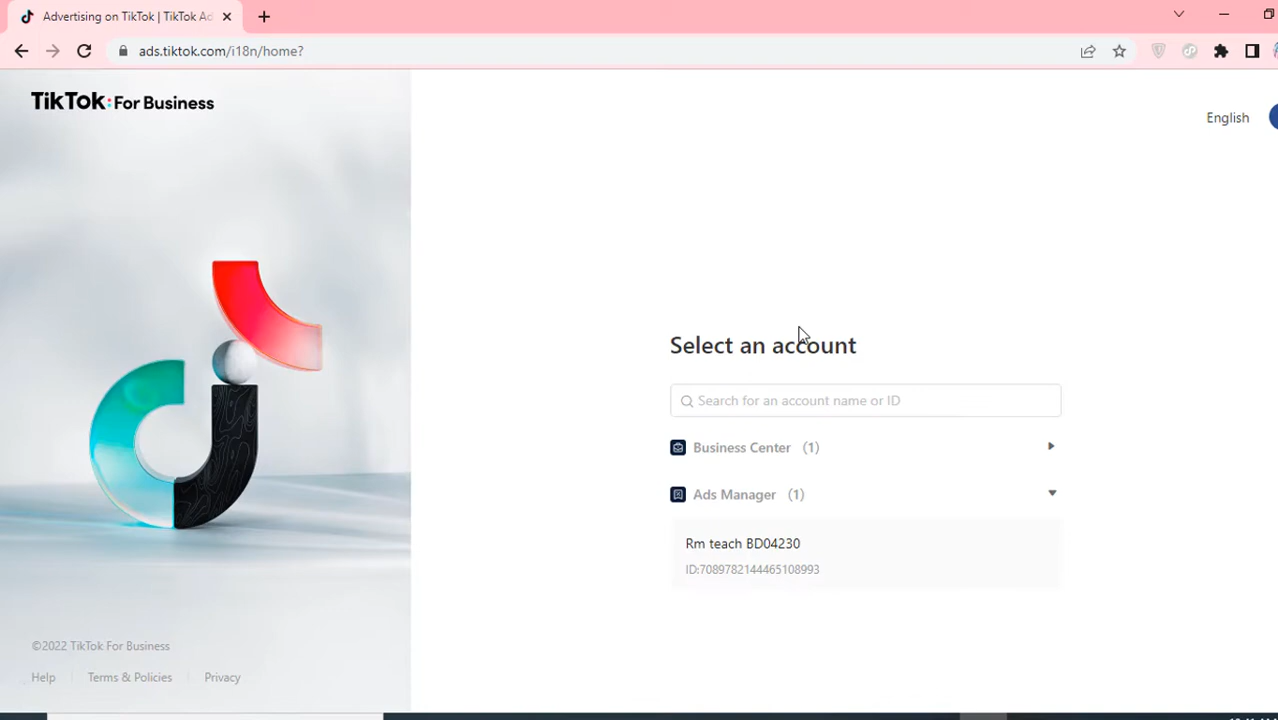 Advertising on TikTok | TikTok Ad
ads.tiktok.com/i18n/home?
TikTok: For Business
English
Select an account
Search for an account name or ID
Business Center (1)
Ads Manager (1)
Rm teach BD04230
ID:7089782144465108993
©2022 TikTok For Business
Help Terms & Policies Privacy